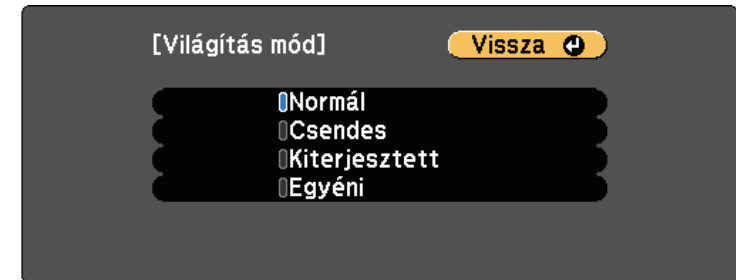 [Világítás mód] Vissza
Normál
Csendes
Kiterjesztett
Egyéni